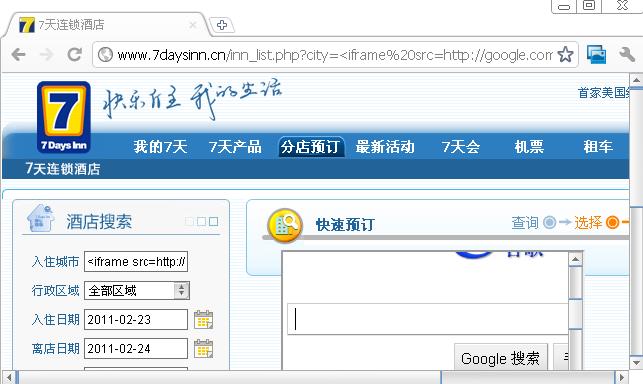 7天连锁酒店
www.7daysinn.cn/inn_list.php?city=<iframe%20src=http://google.com
7
7 Days Inn
快乐自主 我的生活
首家美国纽
7天连锁酒店
我的7天 7天产品 分店预订 最新活动 7天会 机票 租车
酒店搜索
入住城市 <iframe src=http://
行政区域 全部区域
入住日期 2011-02-23
离店日期 2011-02-24
快速预订 查询 选择
谷歌
Google 搜索